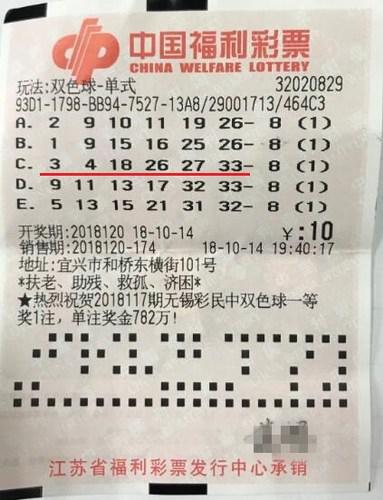 中国福利彩票
CHINA WELFARE LOTTERY
玩法:双色球-单式 32020829
93D1-1798-BB94-7527-13A8/29001713/464C3
A. 2 9 10 11 19 26- 8 (1)
B. 1 9 15 16 25 26- 8 (1)
C. 3 4 18 26 27 33- 8 (1)
D. 9 11 13 17 32 33- 8 (1)
E. 5 13 15 21 31 32- 8 (1)
开奖期:2018120 18-10-14 ¥:10
销售期:2018120-174 18-10-14 19:40:17
地址:宜兴市和桥东横街101号
*扶老、助残、救孤、济困*
★热烈祝贺2018117期无锡彩民中双色球一等
奖1注,单注奖金782万!
江苏省福利彩票发行中心承销